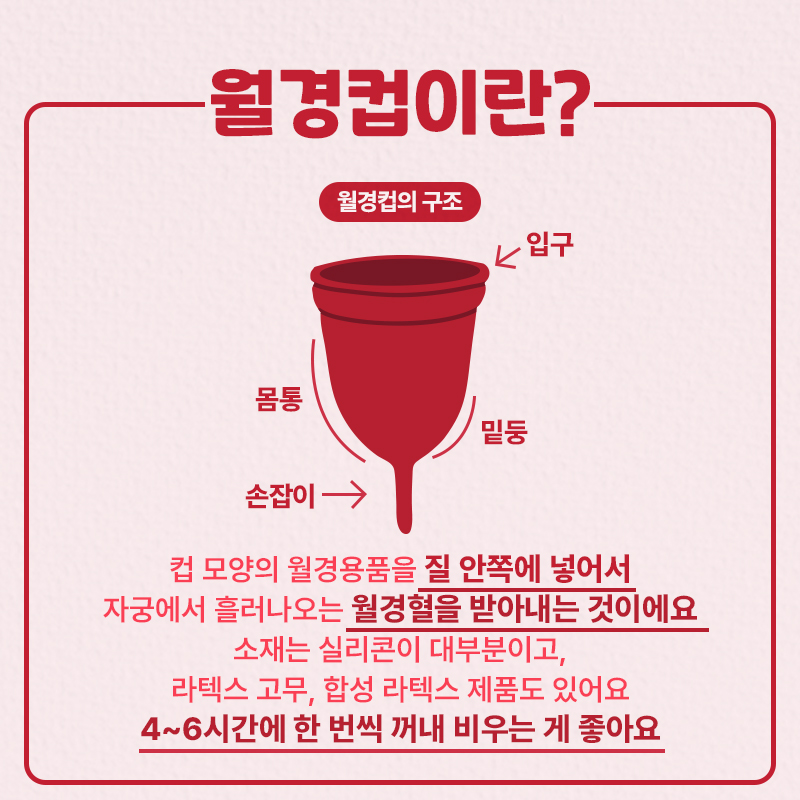 월경컵이란?
월경컵의 구조
입구
몸통
밑둥
손잡이
컵 모양의 월경용품을 질 안쪽에 넣어서
자궁에서 흘러나오는 월경혈을 받아내는 것이에요
소재는 실리콘이 대부분이고,
라텍스 고무, 합성 라텍스 제품도 있어요
4~6시간에 한 번씩 꺼내 비우는 게 좋아요